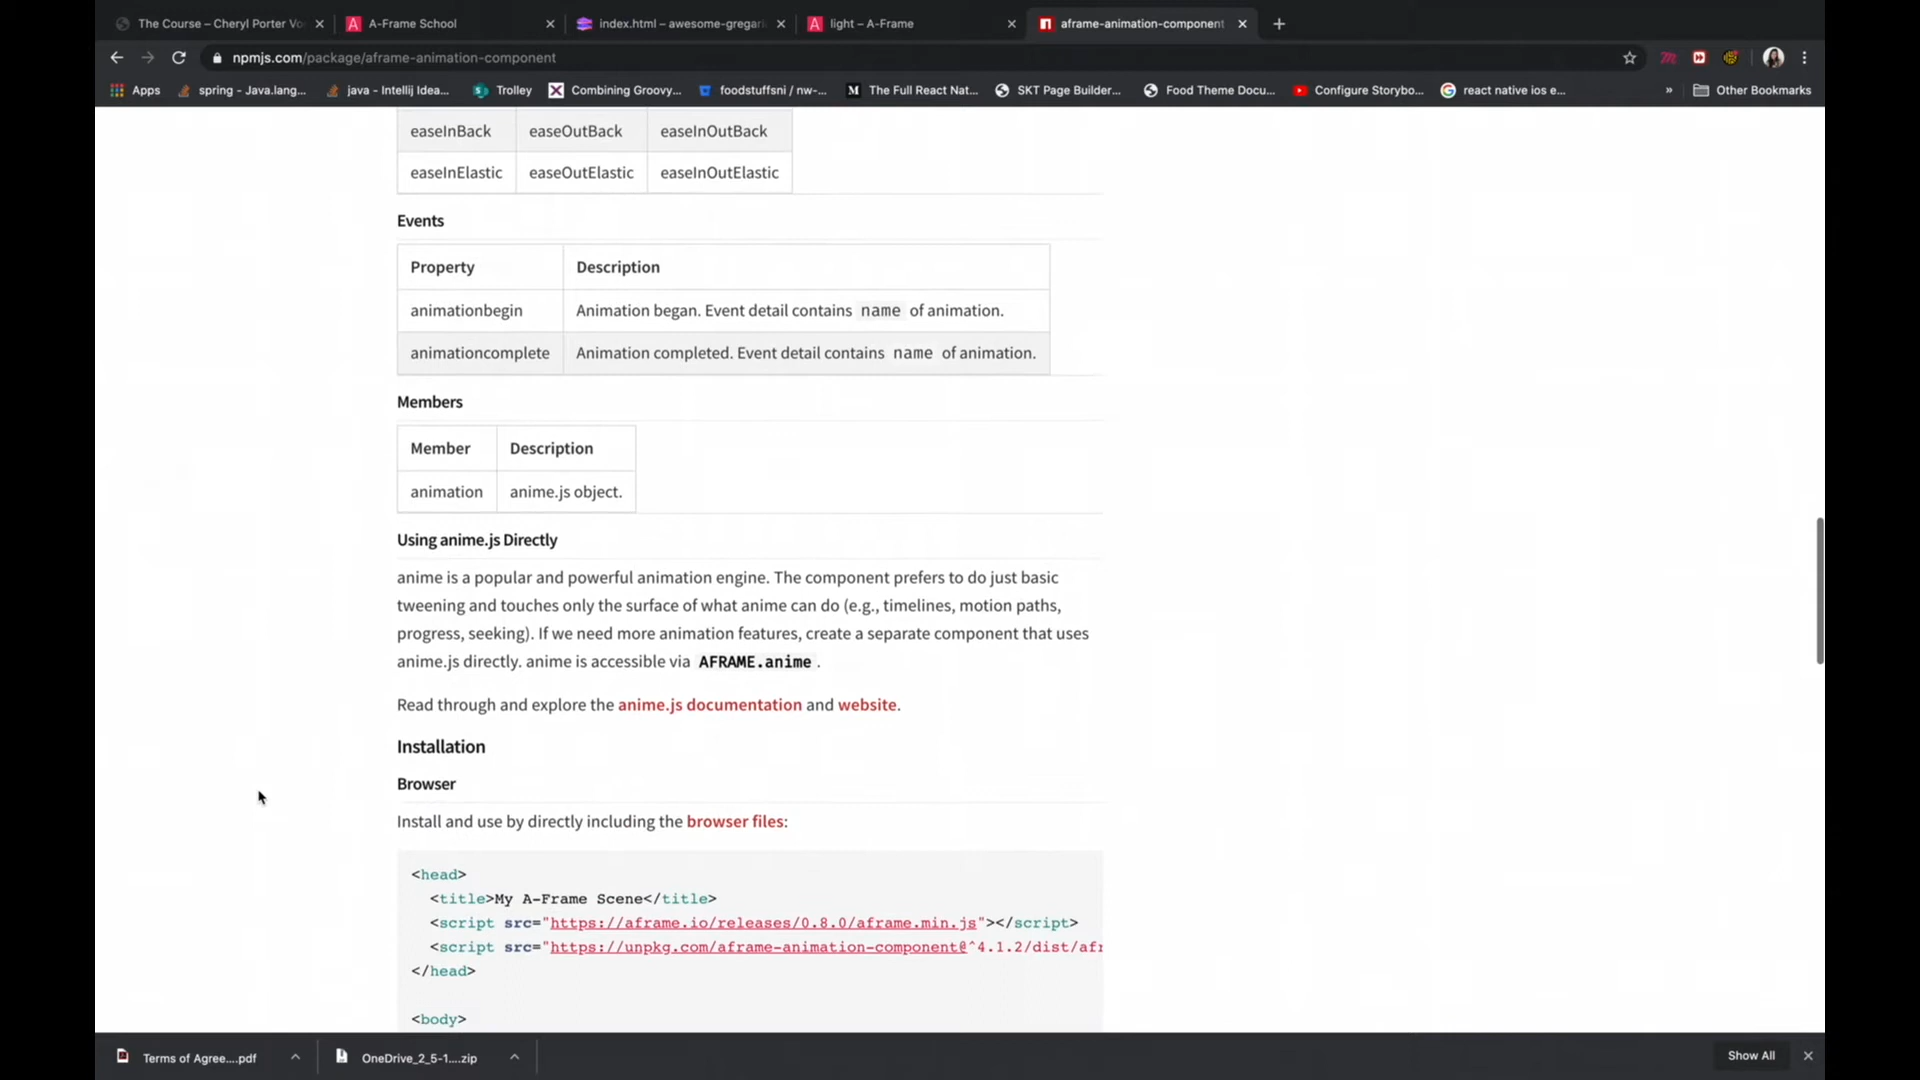 The Course – Cheryl Porter Vo
A-Frame School
index.html – awesome-gregari
light – A-Frame
aframe-animation-component
npmjs.com/package/aframe-animation-component
Apps
spring - Java.lang...
java - Intellij Idea...
Trolley
Combining Groovy...
foodstuffsni / nw-...
The Full React Nat...
SKT Page Builder...
Food Theme Docu...
Configure Storybo...
react native ios e...
»
Other Bookmarks
easeInBack easeOutBack easeInOutBack
easeInElastic easeOutElastic easeInOutElastic
Events
Property Description
animationbegin Animation began. Event detail contains name of animation.
animationcomplete Animation completed. Event detail contains name of animation.
Members
Member Description
animation anime.js object.
Using anime.js Directly
anime is a popular and powerful animation engine. The component prefers to do just basic
tweening and touches only the surface of what anime can do (e.g., timelines, motion paths,
progress, seeking). If we need more animation features, create a separate component that uses
anime.js directly. anime is accessible via AFRAME.anime .
Read through and explore the anime.js documentation and website.
Installation
Browser
Install and use by directly including the browser files:
<head>
<title>My A-Frame Scene</title>
<script src="https://aframe.io/releases/0.8.0/aframe.min.js"></script>
<script src="https://unpkg.com/aframe-animation-component@^4.1.2/dist/afr
</head>
<body>
Terms of Agree....pdf
OneDrive_2_5-1....zip
Show All